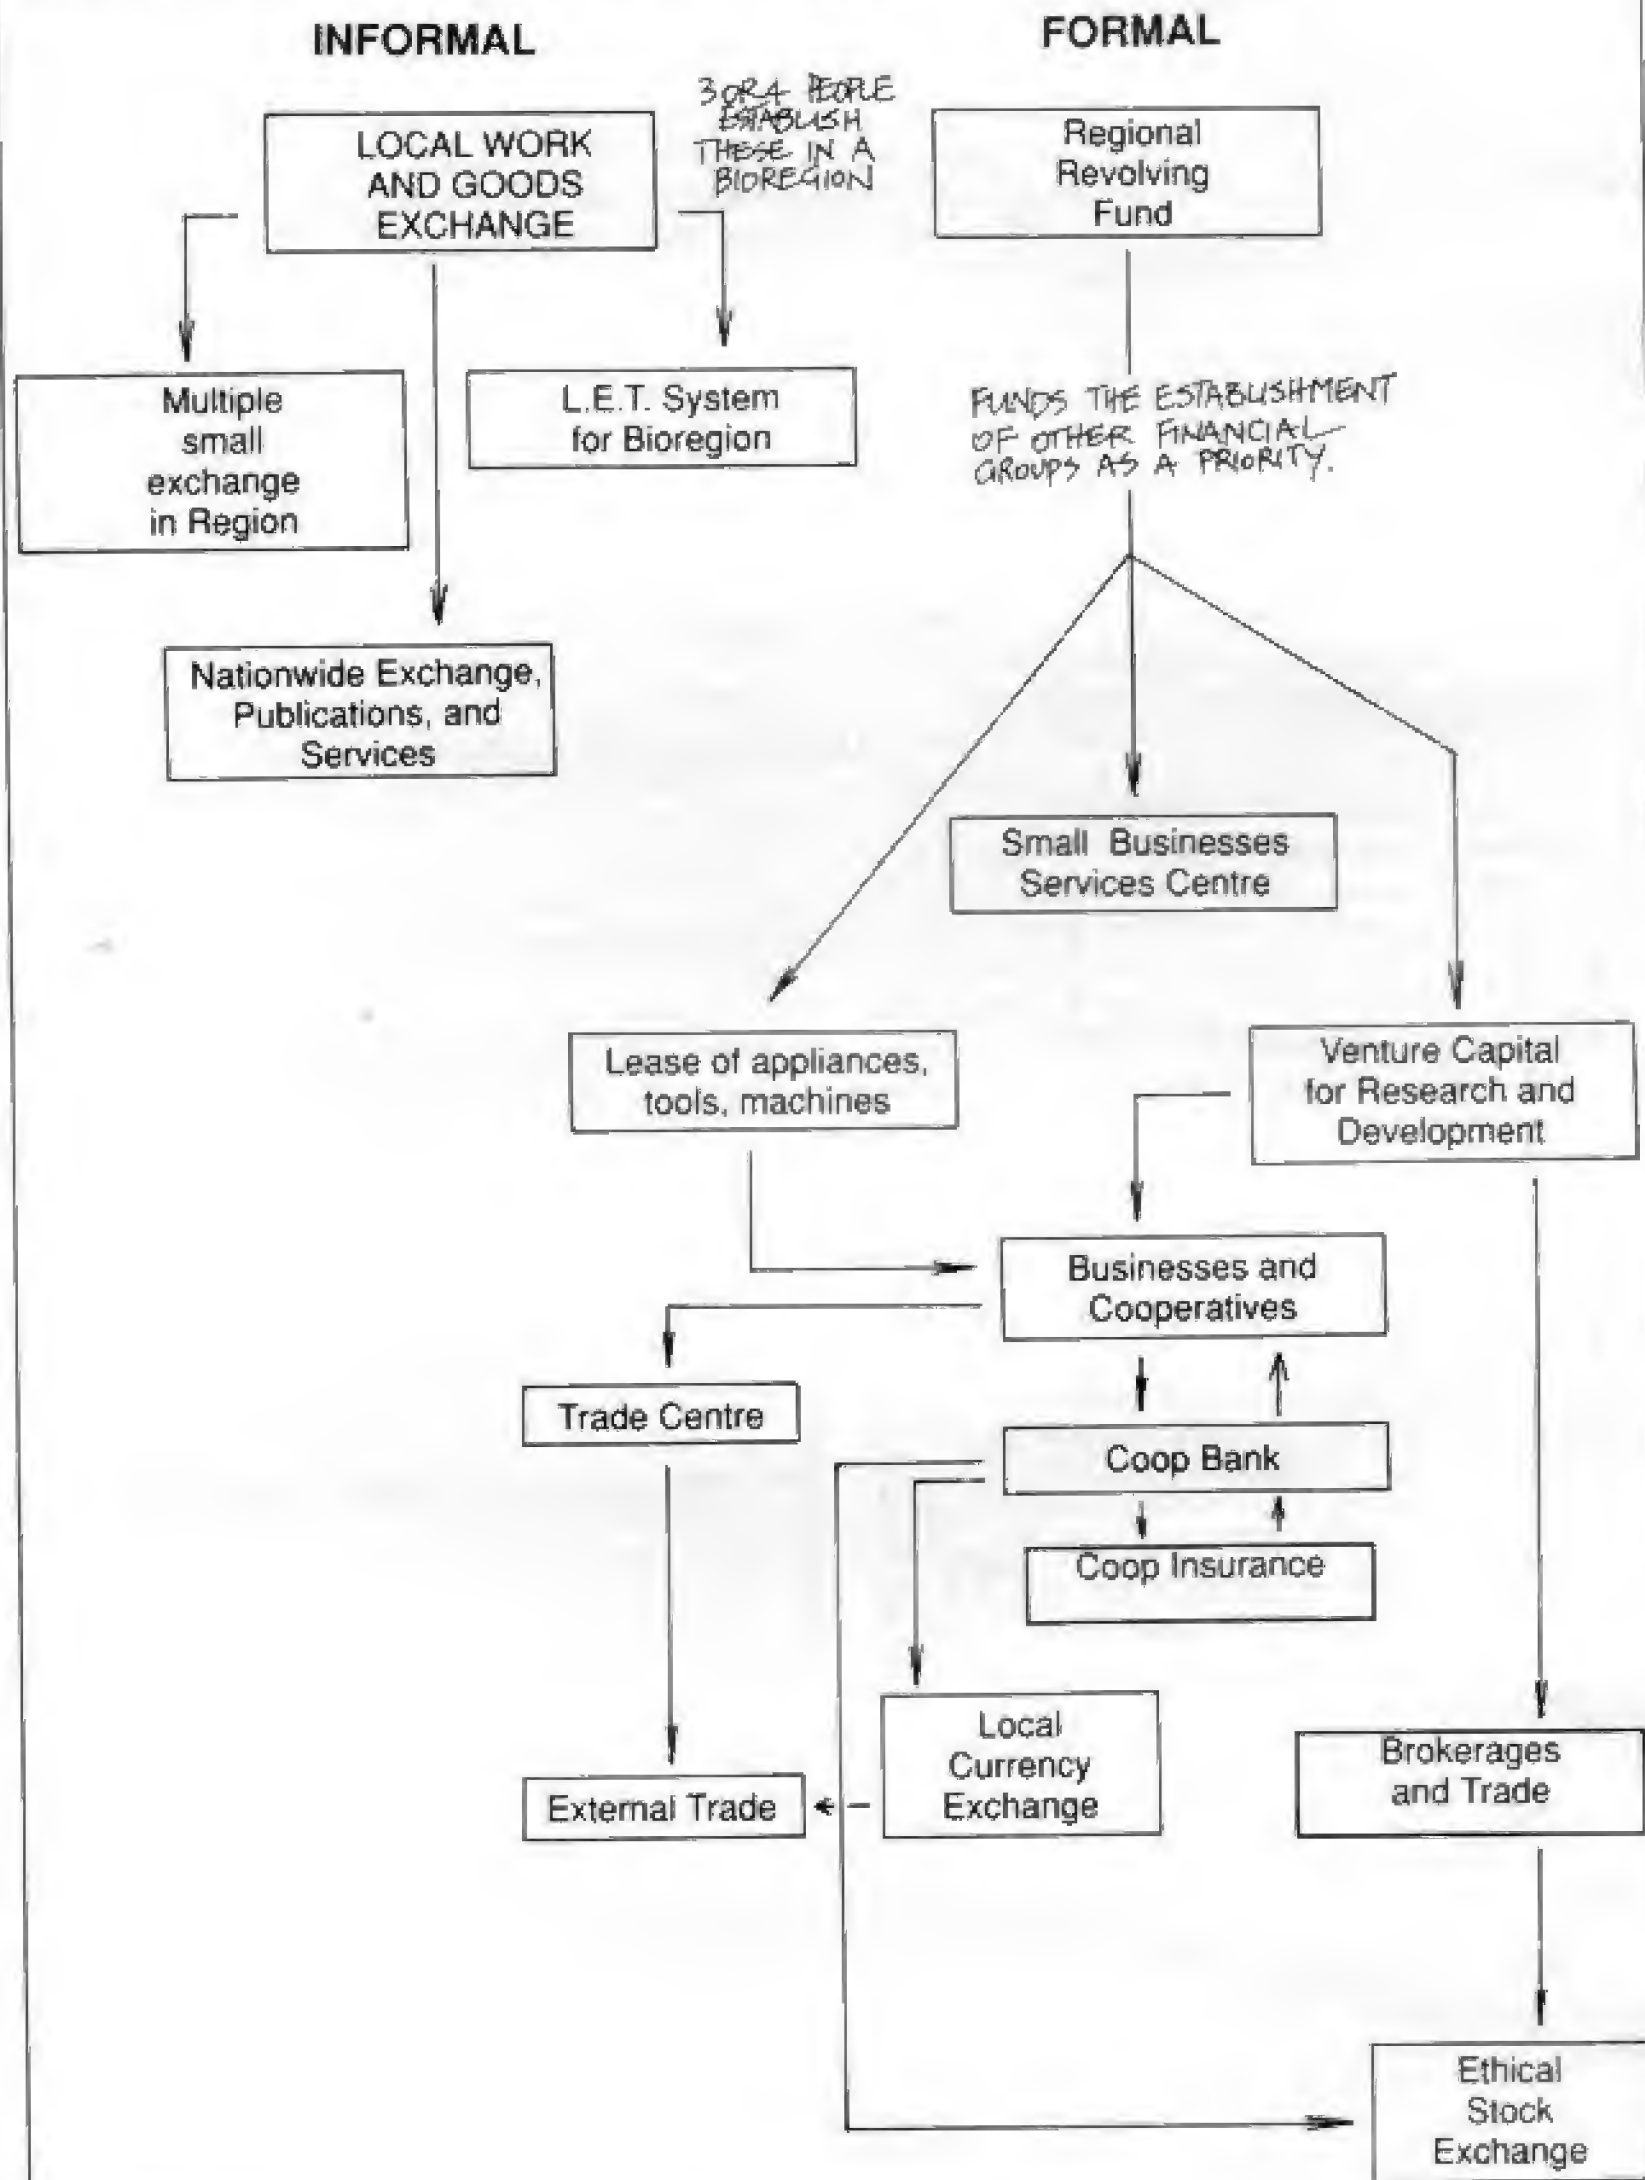 INFORMAL
FORMAL
3 OR 4 PEOPLE
ESTABLISH
THESE IN A
BIOREGION
LOCAL WORK
AND GOODS
EXCHANGE
Regional
Revolving
Fund
Multiple
small
exchange
in Region
L.E.T. System
for Bioregion
FUNDS THE ESTABLISHMENT
OF OTHER FINANCIAL
GROUPS AS A PRIORITY.
Nationwide Exchange,
Publications, and
Services
Small Businesses
Services Centre
Lease of appliances,
tools, machines
Venture Capital
for Research and
Development
Businesses and
Cooperatives
Trade Centre
Coop Bank
Coop Insurance
Local
Currency
Exchange
External Trade
Brokerages
and Trade
Ethical
Stock
Exchange